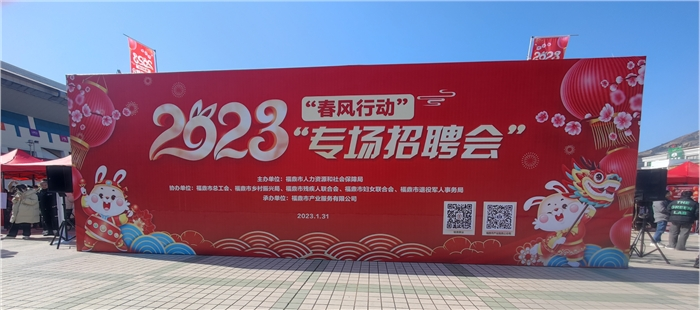 2023
“春风行动”
“专场招聘会”
主办单位：福鼎市人力资源和社会保障局
协办单位：福鼎市总工会、福鼎市乡村振兴局、福鼎市残疾人联合会、福鼎市妇女联合会、福鼎市退役军人事务局
承办单位：福鼎市产业服务有限公司
2023.1.31
2023